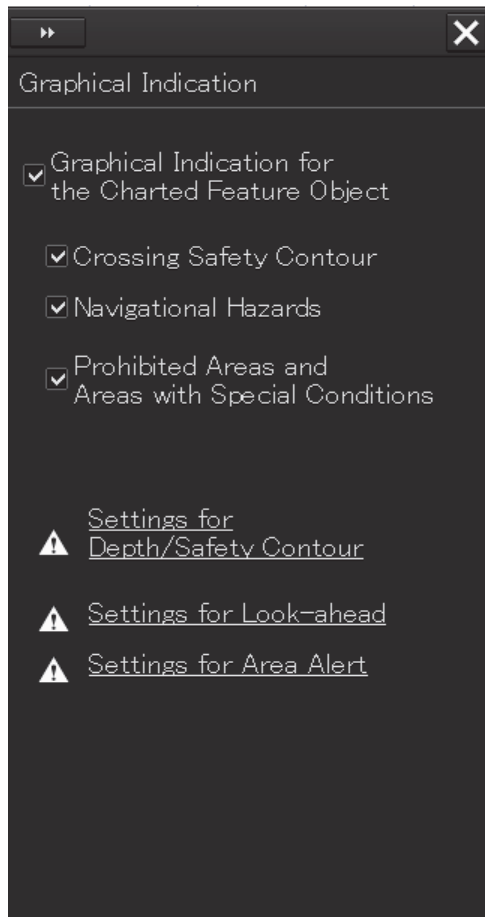 Graphical Indication
Graphical Indication for
the Charted Feature Object
Crossing Safety Contour
Navigational Hazards
Prohibited Areas and
Areas with Special Conditions
Settings for
Depth/Safety Contour
Settings for Look-ahead
Settings for Area Alert